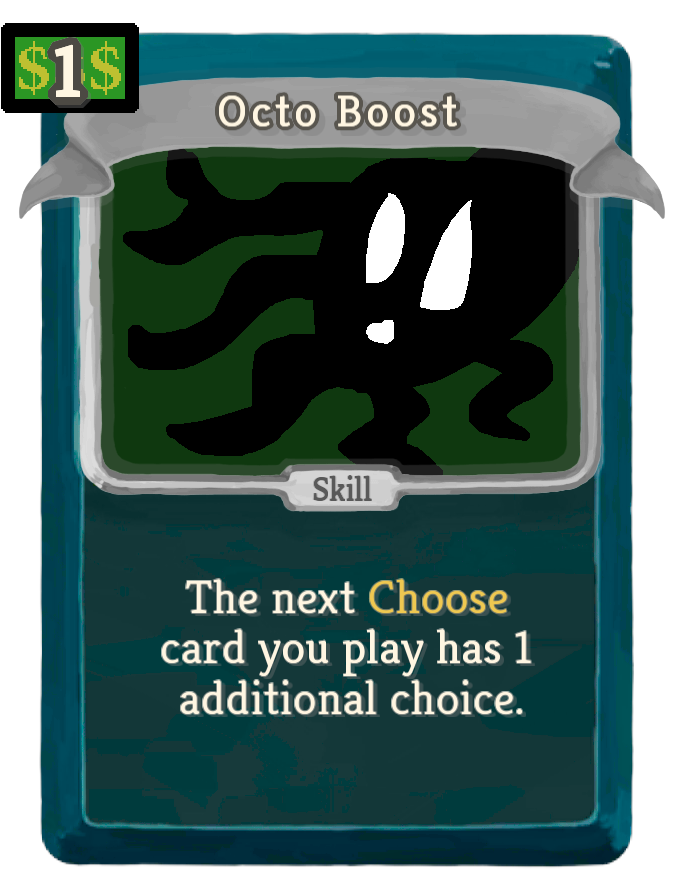 $1$
Octo Boost
Skill
The next Choose
card you play has 1
additional choice.